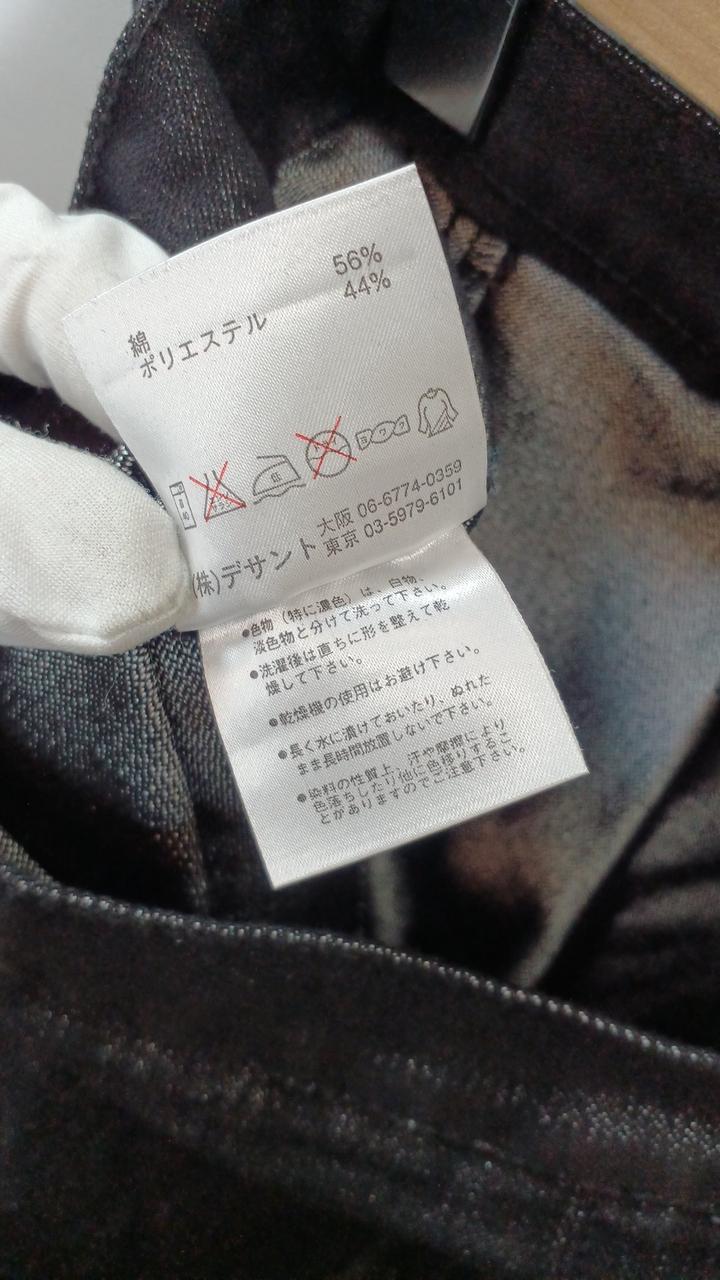 56%
44%
綿
ポリエステル
大阪 06-6774-0359
(株)デサント 東京 03-5979-6101
●色物（特に濃色）は、白物、
淡色物と分けて洗って下さい。
●洗濯後は直ちに形を整えて乾
燥して下さい。
●乾燥機の使用はお避け下さい。
●長く水に漬けておいたり、ぬれた
まま長時間放置しないで下さい。
●染料の性質上、汗や摩擦により
色落ちしたり他に色移りするこ
とがありますのでご注意下さい。